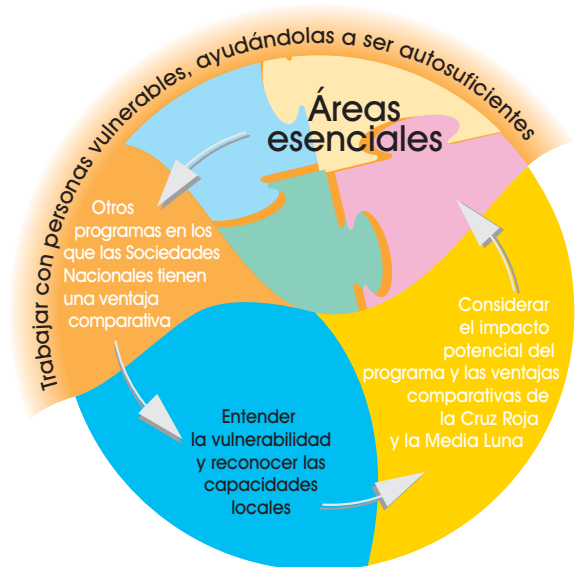 Trabajar con personas vulnerables, ayudándolas a ser autosuficientes
Áreas
esenciales
Otros
programas en los
que las Sociedades
Nacionales tienen
una ventaja
comparativa
Considerar
el impacto
potencial del
programa y las ventajas
comparativas de
la Cruz Roja
y la Media Luna
Entender
la vulnerabilidad
y reconocer las
capacidades
locales